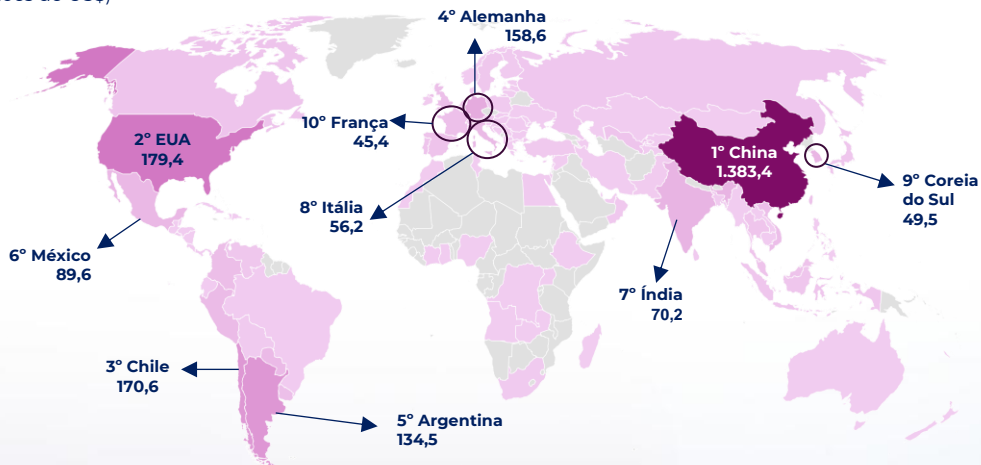 de US$)
4º Alemanha
158,6
2º EUA
179,4
10º França
45,4
1º China
1.383,4
9º Coreia
do Sul
49,5
8º Itália
56,2
6º México
89,6
7º Índia
70,2
3º Chile
170,6
5º Argentina
134,5